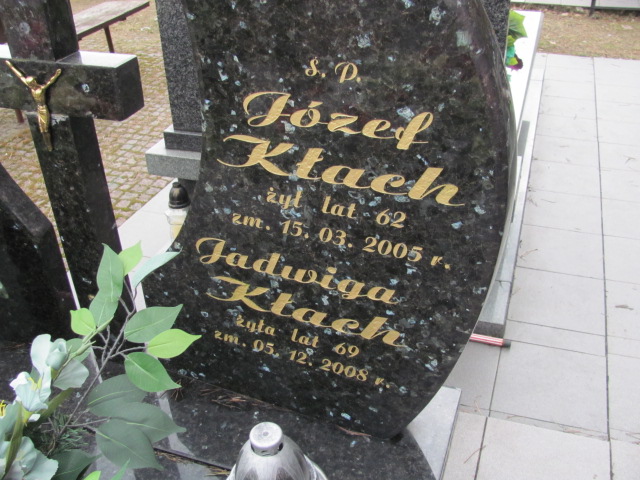 Ś. P.
Józef
Kłach
żył lat 62
zm. 15. 03. 2005 r.
Jadwiga
Kłach
żyła lat 69
zm. 05. 12. 2008 r.